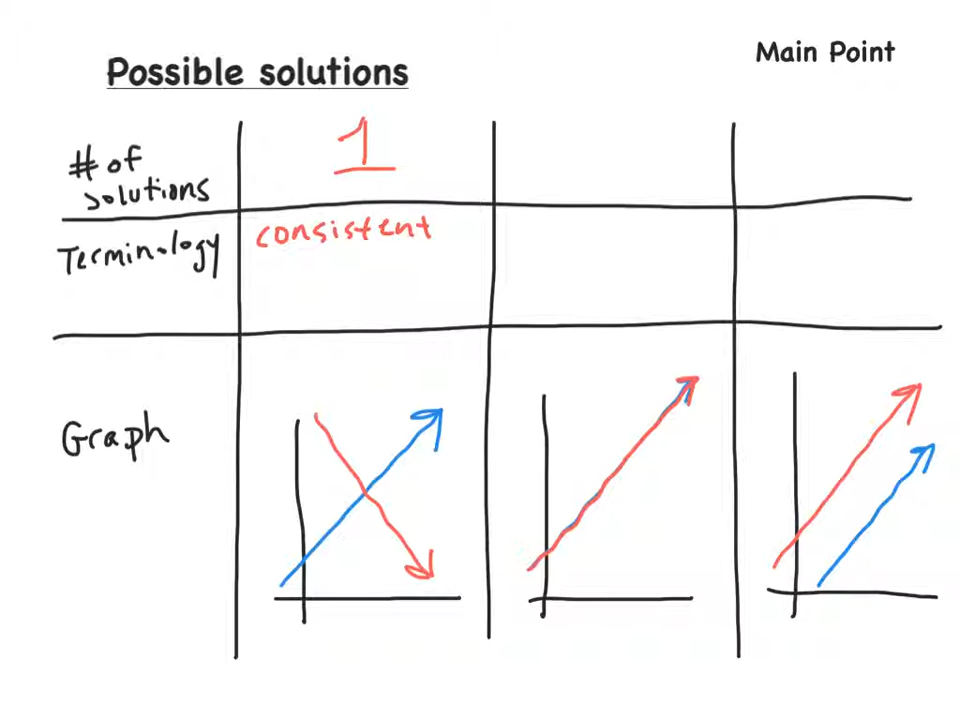 Possible solutions
Main Point
# of
solutions
1
Terminology
consistent
Graph